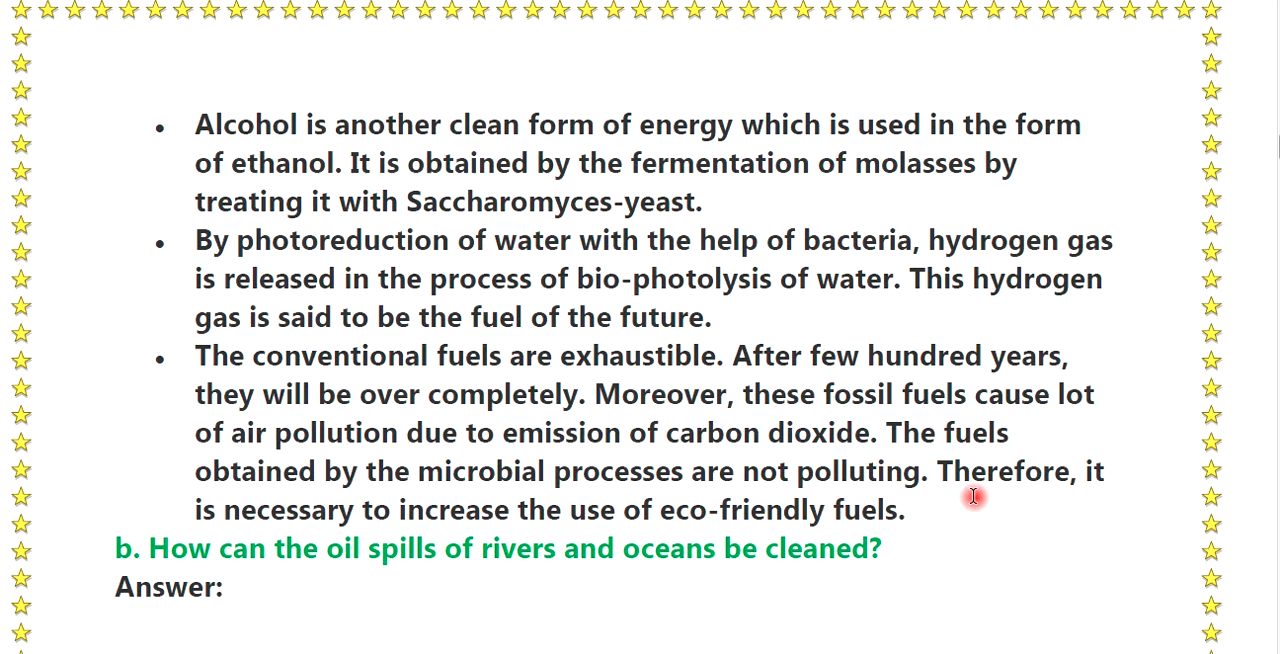 • Alcohol is another clean form of energy which is used in the form
of ethanol. It is obtained by the fermentation of molasses by
treating it with Saccharomyces-yeast.
• By photoreduction of water with the help of bacteria, hydrogen gas
is released in the process of bio-photolysis of water. This hydrogen
gas is said to be the fuel of the future.
• The conventional fuels are exhaustible. After few hundred years,
they will be over completely. Moreover, these fossil fuels cause lot
of air pollution due to emission of carbon dioxide. The fuels
obtained by the microbial processes are not polluting. Therefore, it
is necessary to increase the use of eco-friendly fuels.
b. How can the oil spills of rivers and oceans be cleaned?
Answer: